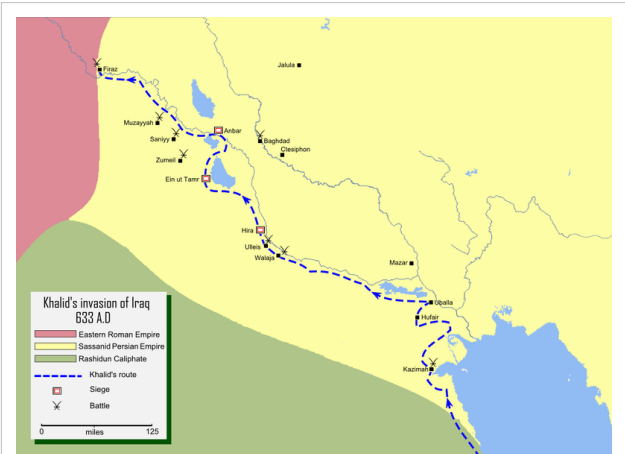 Firaz
Jalula
Muzayyah
Anbar
Saniyy
Baghdad
Ctesiphon
Zumeil
Ein ut Tamr
Hira
Ulleis
Walaja
Mazar
Uballa
Hufair
Kazimah
Khalid's invasion of Iraq
633 A.D
Eastern Roman Empire
Sassanid Persian Empire
Rashidun Caliphate
Khalid's route
Siege
Battle
0 miles 125